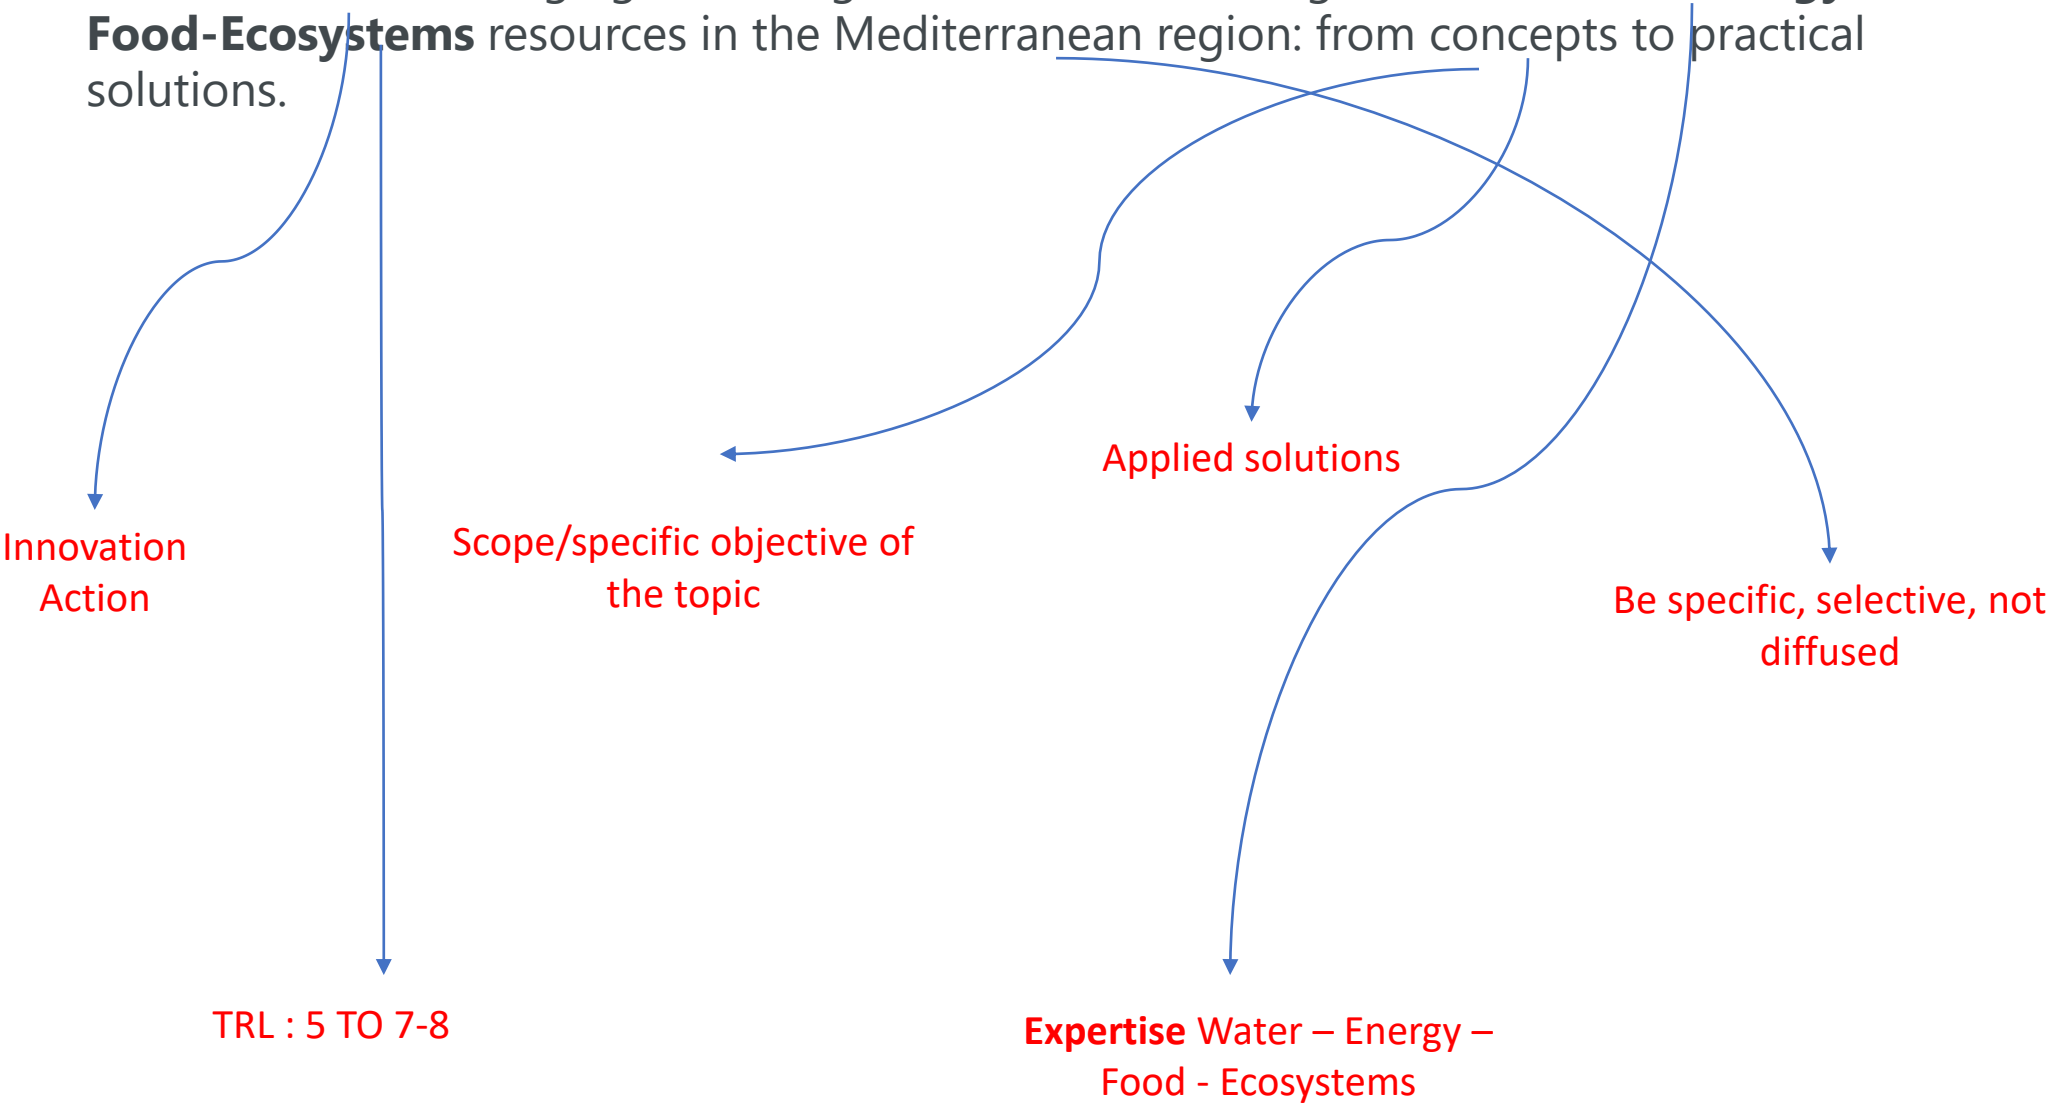 Food-Ecosystems resources in the Mediterranean region: from concepts to practical
solutions.
Applied solutions
Innovation
Action
Scope/specific objective of
the topic
Be specific, selective, not
diffused
TRL : 5 TO 7-8
Expertise Water – Energy –
Food - Ecosystems